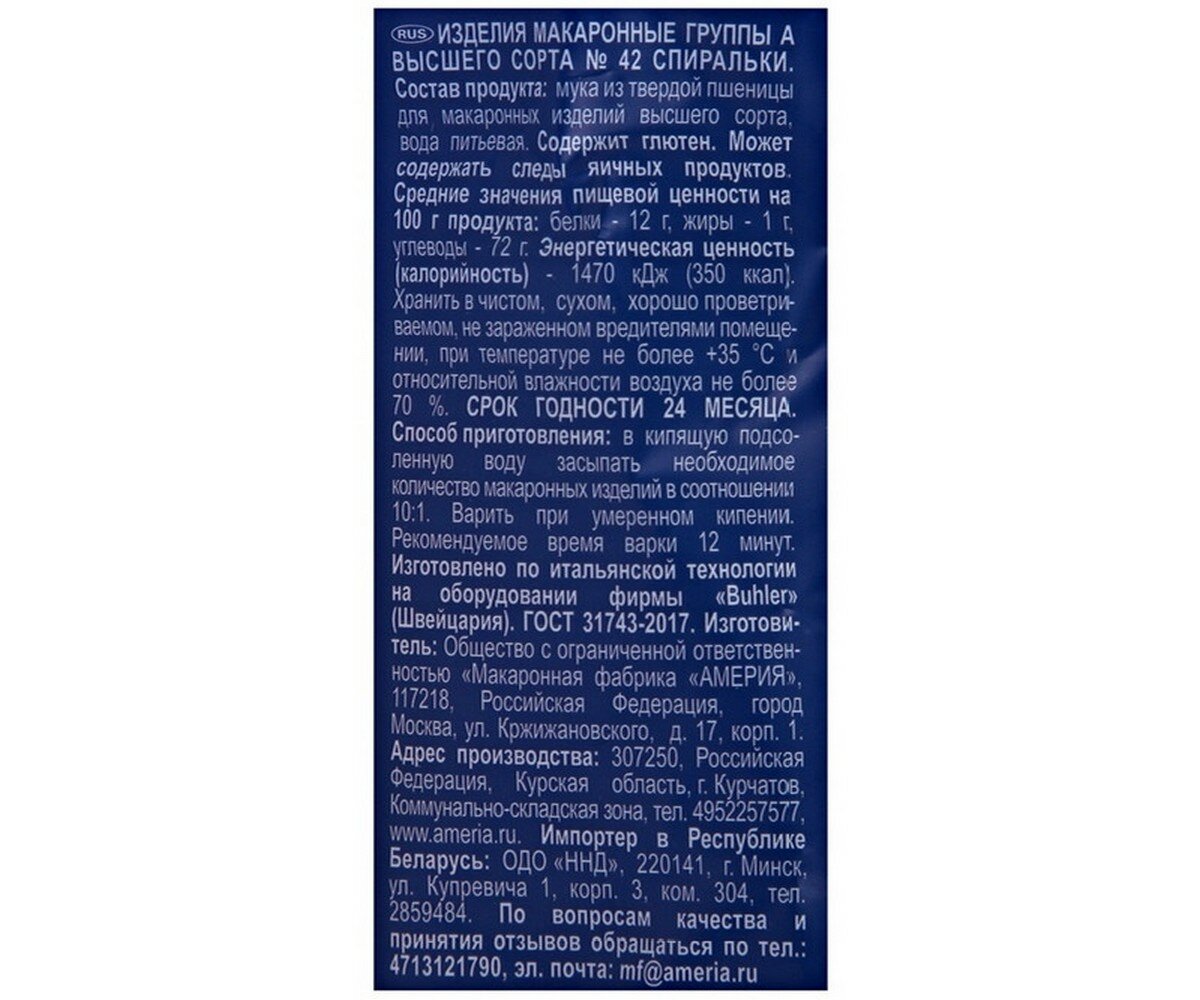 RUS ИЗДЕЛИЯ МАКАРОННЫЕ ГРУППЫ А
ВЫСШЕГО СОРТА № 42 СПИРАЛЬКИ.
Состав продукта: мука из твердой пшеницы
для макаронных изделий высшего сорта,
вода питьевая. Содержит глютен. Может
содержать следы яичных продуктов.
Средние значения пищевой ценности на
100 г продукта: белки - 12 г, жиры - 1 г,
углеводы - 72 г. Энергетическая ценность
(калорийность) - 1470 кДж (350 ккал).
Хранить в чистом, сухом, хорошо проветри-
ваемом, не зараженном вредителями помеще-
нии, при температуре не более +35 °С и
относительной влажности воздуха не более
70 %. СРОК ГОДНОСТИ 24 МЕСЯЦА.
Способ приготовления: в кипящую подсо-
ленную воду засыпать необходимое
количество макаронных изделий в соотношении
10:1. Варить при умеренном кипении.
Рекомендуемое время варки 12 минут.
Изготовлено по итальянской технологии
на оборудовании фирмы «Buhler»
(Швейцария). ГОСТ 31743-2017. Изготови-
тель: Общество с ограниченной ответствен-
ностью «Макаронная фабрика «АМЕРИЯ»,
117218, Российская Федерация, город
Москва, ул. Кржижановского, д. 17, корп. 1.
Адрес производства: 307250, Российская
Федерация, Курская область, г. Курчатов,
Коммунально-складская зона, тел. 4952257577,
www.ameria.ru. Импортер в Республике
Беларусь: ОДО «ННД», 220141, г. Минск,
ул. Купревича 1, корп. 3, ком. 304, тел.
2859484. По вопросам качества и
принятия отзывов обращаться по тел.:
4713121790, эл. почта: mf@ameria.ru